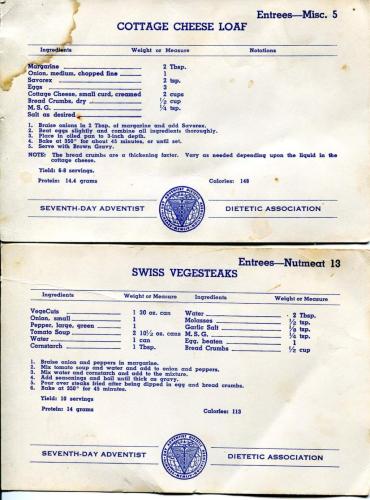 Entrees—Misc. 5
COTTAGE CHEESE LOAF
Ingredients Weight or Measure Notations
Margarine 2 Tbsp.
Onion, medium, chopped fine 1
Savorex 2 tsp.
Eggs 3
Cottage Cheese, small curd, creamed 2 cups
Bread Crumbs, dry ½ cup
M. S. G. ¼ tsp.
Salt as desired
1. Braise onions in 2 Tbsp. of margarine and add Savorex.
2. Beat eggs slightly and combine all ingredients thoroughly.
3. Place in oiled pan to 3-inch depth.
4. Bake at 350° for about 45 minutes, or until set.
5. Serve with Brown Gravy.
NOTE: The bread crumbs are a thickening factor. Vary as needed depending upon the liquid in the
cottage cheese.
Yield: 6-8 servings.
Protein: 14.4 grams Calories: 148
SEVENTH-DAY ADVENTIST DIETETIC ASSOCIATION
Entrees—Nutmeat 13
SWISS VEGESTEAKS
Ingredients Weight or Measure Ingredients Weight or Measure
VegeCuts 1 20 oz. can Water 2 Tbsp.
Onion, small 1 Molasses ½ tsp.
Pepper, large, green 1 Garlic Salt tsp.
Tomato Soup 2 10½ oz. cans M. S. G. ¼ tsp.
Water 1 can Egg, beaten 1
Cornstarch 1 Tbsp. Bread Crumbs ½ cup
1. Braise onion and peppers in margarine.
2. Mix tomato soup and water and add to onion and peppers.
3. Mix water and cornstarch and add to the mixture.
4. Add seasonings and boil until thick as gravy.
5. Pour over steaks fried after being dipped in egg and bread crumbs.
6. Bake at 350° for 45 minutes.
Yield: 10 servings
Protein: 14 grams Calories: 113
SEVENTH-DAY ADVENTIST DIETETIC ASSOCIATION